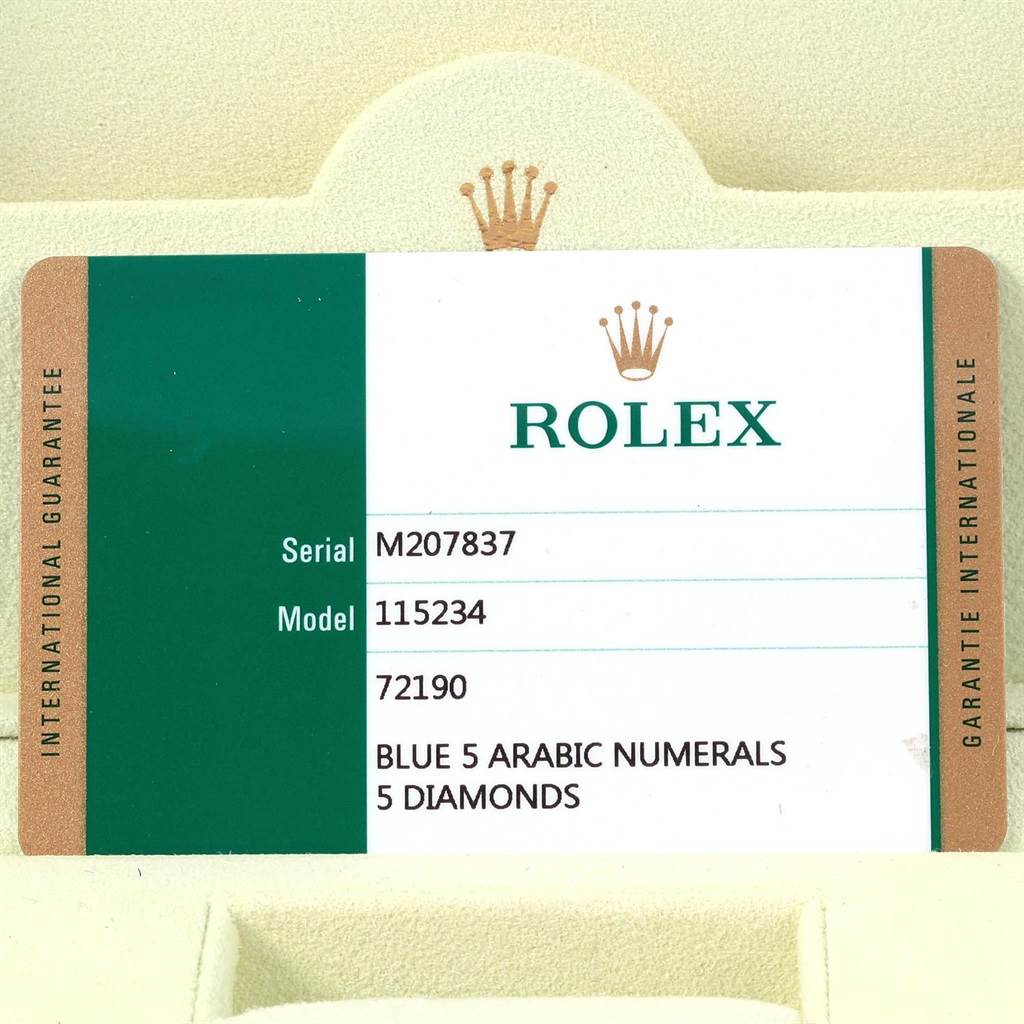 INTERNATIONAL GUARANTEE
ROLEX
Serial M207837
Model 115234
72190
BLUE 5 ARABIC NUMERALS
5 DIAMONDS
GARANTIE INTERNATIONALE